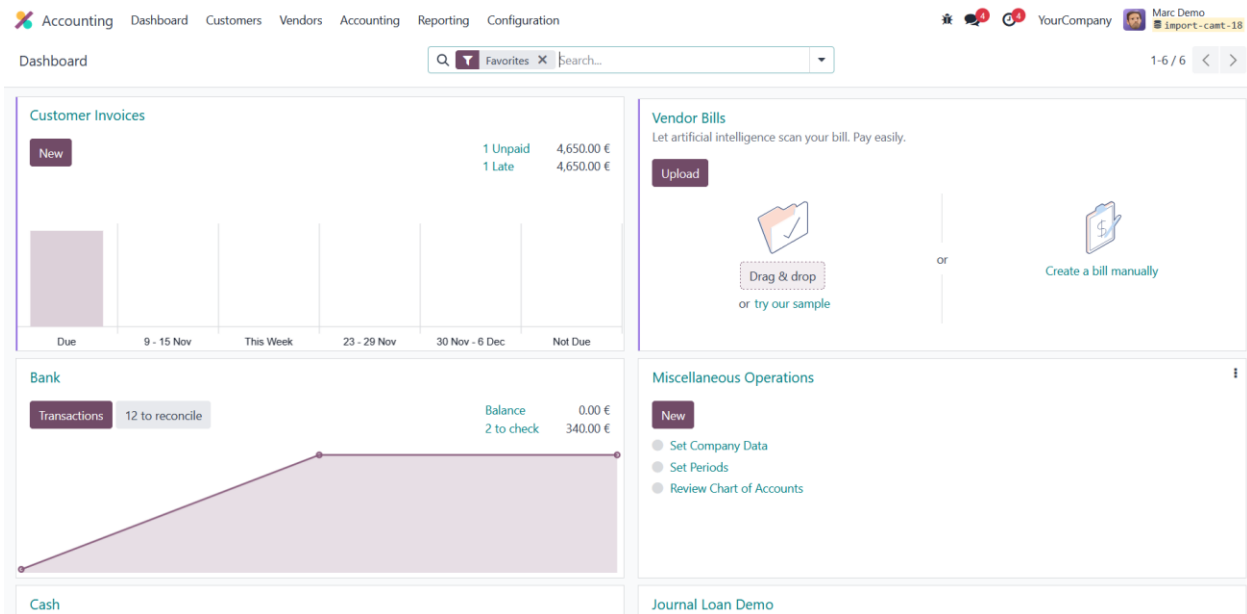 Accounting Dashboard Customers Vendors Accounting Reporting Configuration 4 4 YourCompany Marc Demo
import-camt-18
Dashboard Favorites Search... 1-6 / 6
Customer Invoices
New
1 Unpaid 4,650.00 €
1 Late 4,650.00 €
Due 9 - 15 Nov This Week 23 - 29 Nov 30 Nov - 6 Dec Not Due
Vendor Bills
Let artificial intelligence scan your bill. Pay easily.
Upload
Drag & drop
or try our sample
or
Create a bill manually
Bank
Transactions 12 to reconcile
Balance 0.00 €
2 to check 340.00 €
Miscellaneous Operations
New
Set Company Data
Set Periods
Review Chart of Accounts
Cash
Journal Loan Demo